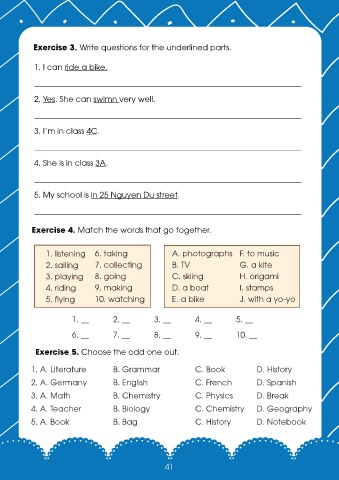 Exercise 3. Write questions for the underlined parts.
1. I can ride a bike.
2. Yes. She can swimn very well.
3. I'm in class 4C.
4. She is in class 3A.
5. My school is in 25 Nguyen Du street.
Exercise 4. Match the words that go together.
1. listening 6. taking A. photographs F. to music
2. sailing 7. collecting B. TV G. a kite
3. playing 8. going C. skiing H. origami
4. riding 9. making D. a boat I. stamps
5. flying 10. watching E. a bike J. with a yo-yo
1. __ 2. __ 3. __ 4. __ 5. __
6. __ 7. __ 8. __ 9. __ 10. __
Exercise 5. Choose the odd one out.
1. A. Literature B. Grammar C. Book D. History
2. A. Germany B. English C. French D. Spanish
3. A. Math B. Chemistry C. Physics D. Break
4. A. Teacher B. Biology C. Chemistry D. Geography
5. A. Book B. Bag C. History D. Notebook
41